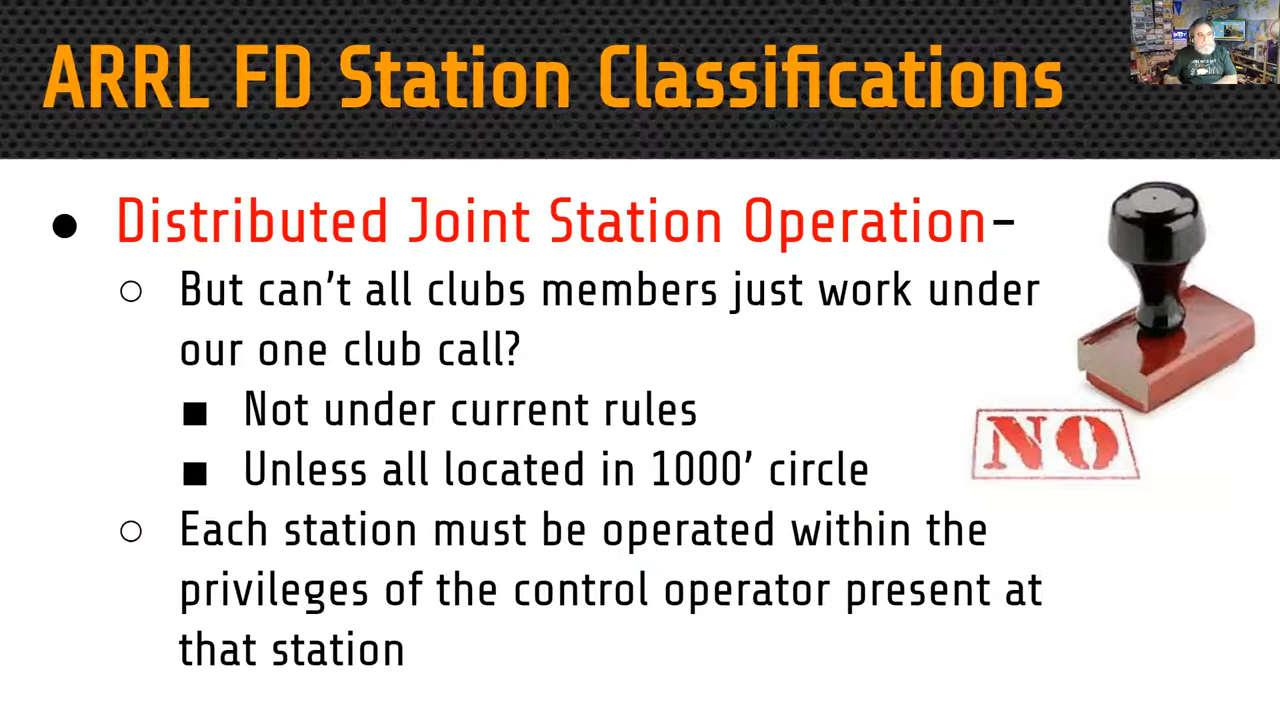 ARRL FD Station Classifications
● Distributed Joint Station Operation–
○ But can’t all clubs members just work under
our one club call?
■ Not under current rules
■ Unless all located in 1000’ circle
NO
○ Each station must be operated within the
privileges of the control operator present at
that station